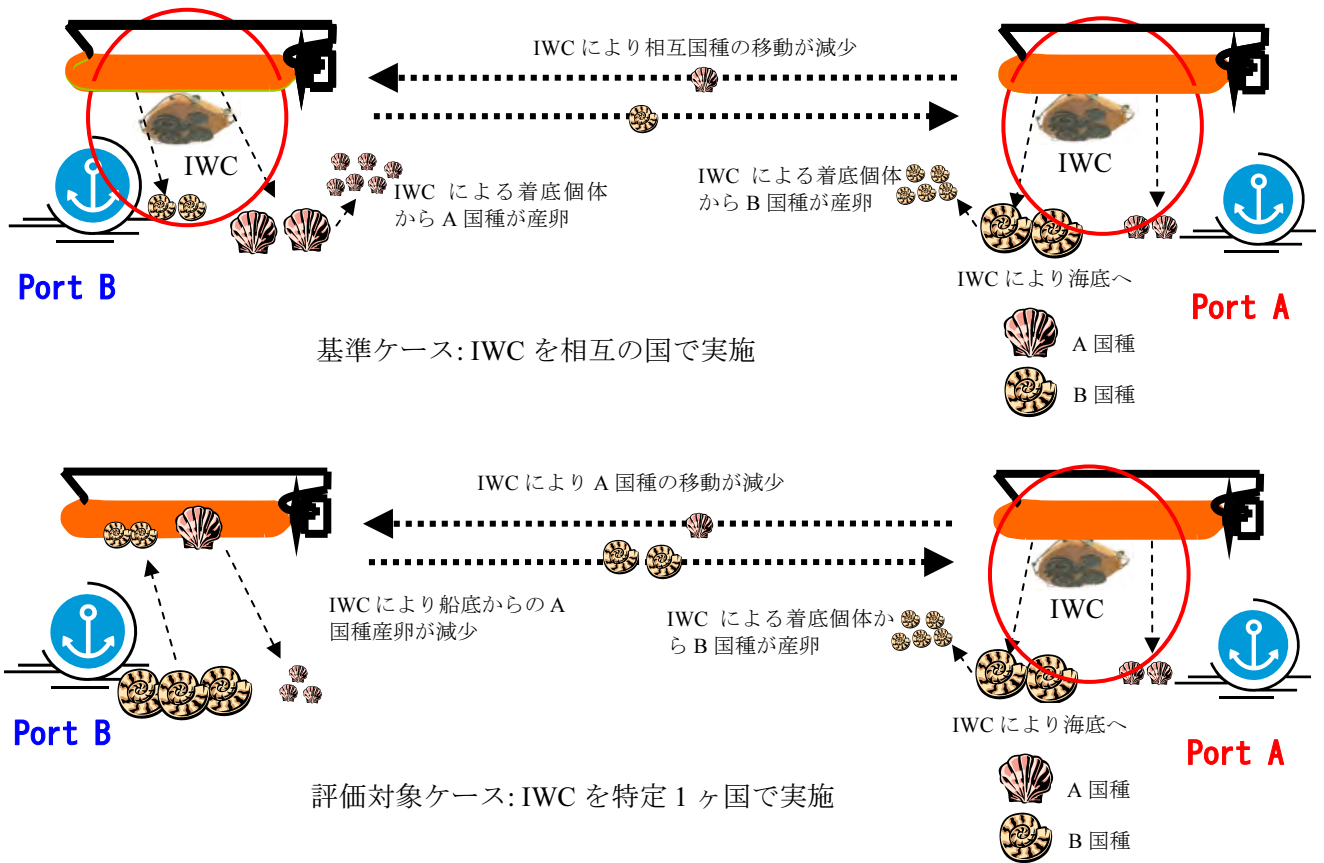 IWC により相互国種の移動が減少
IWC
IWC
IWC による着底個体
から A 国種が産卵
IWC による着底個体
から B 国種が産卵
IWC により海底へ
Port B
Port A
A 国種
B 国種
基準ケース: IWC を相互の国で実施
IWC により A 国種の移動が減少
IWC
IWC により船底からの A
国種産卵が減少
IWC による着底個体か
ら B 国種が産卵
IWC により海底へ
Port B
Port A
A 国種
B 国種
評価対象ケース: IWC を特定 1 ヶ国で実施